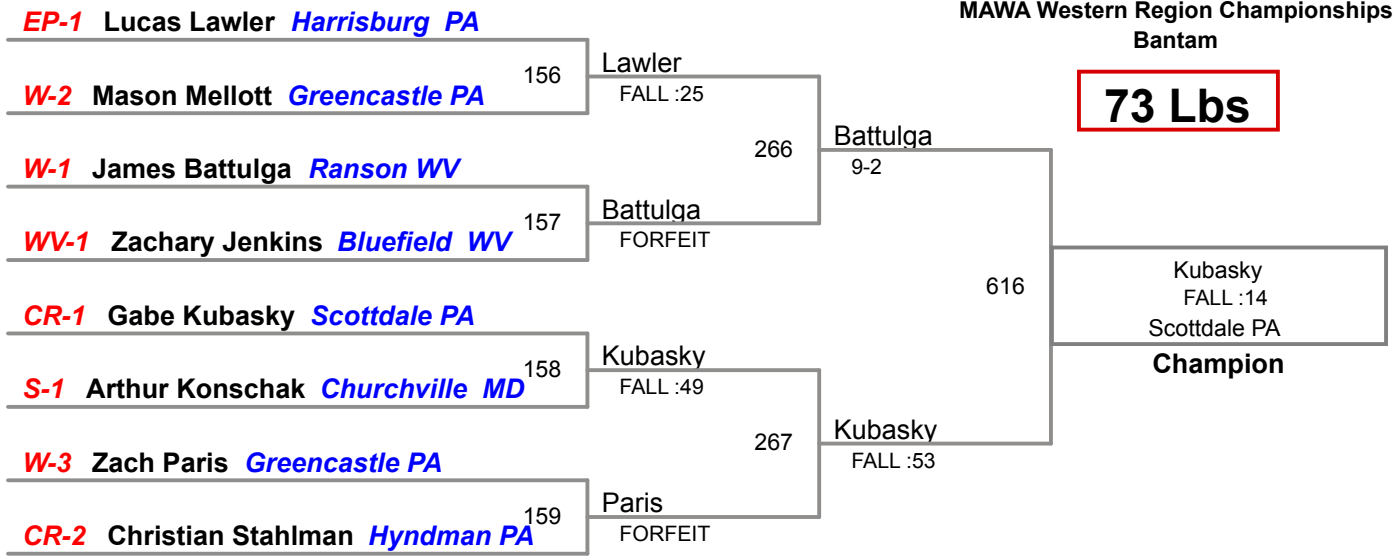 MAWA Western Region Championships
Bantam
73 Lbs
EP-1 Lucas Lawler Harrisburg PA
156
Lawler
FALL :25
W-2 Mason Mellott Greencastle PA
266
Battulga
9-2
W-1 James Battulga Ranson WV
157
Battulga
FORFEIT
WV-1 Zachary Jenkins Bluefield WV
616
Kubasky
FALL :14
Scottdale PA
Champion
CR-1 Gabe Kubasky Scottdale PA
158
Kubasky
FALL :49
S-1 Arthur Konschak Churchville MD
267
Kubasky
FALL :53
W-3 Zach Paris Greencastle PA
159
Paris
FORFEIT
CR-2 Christian Stahlman Hyndman PA